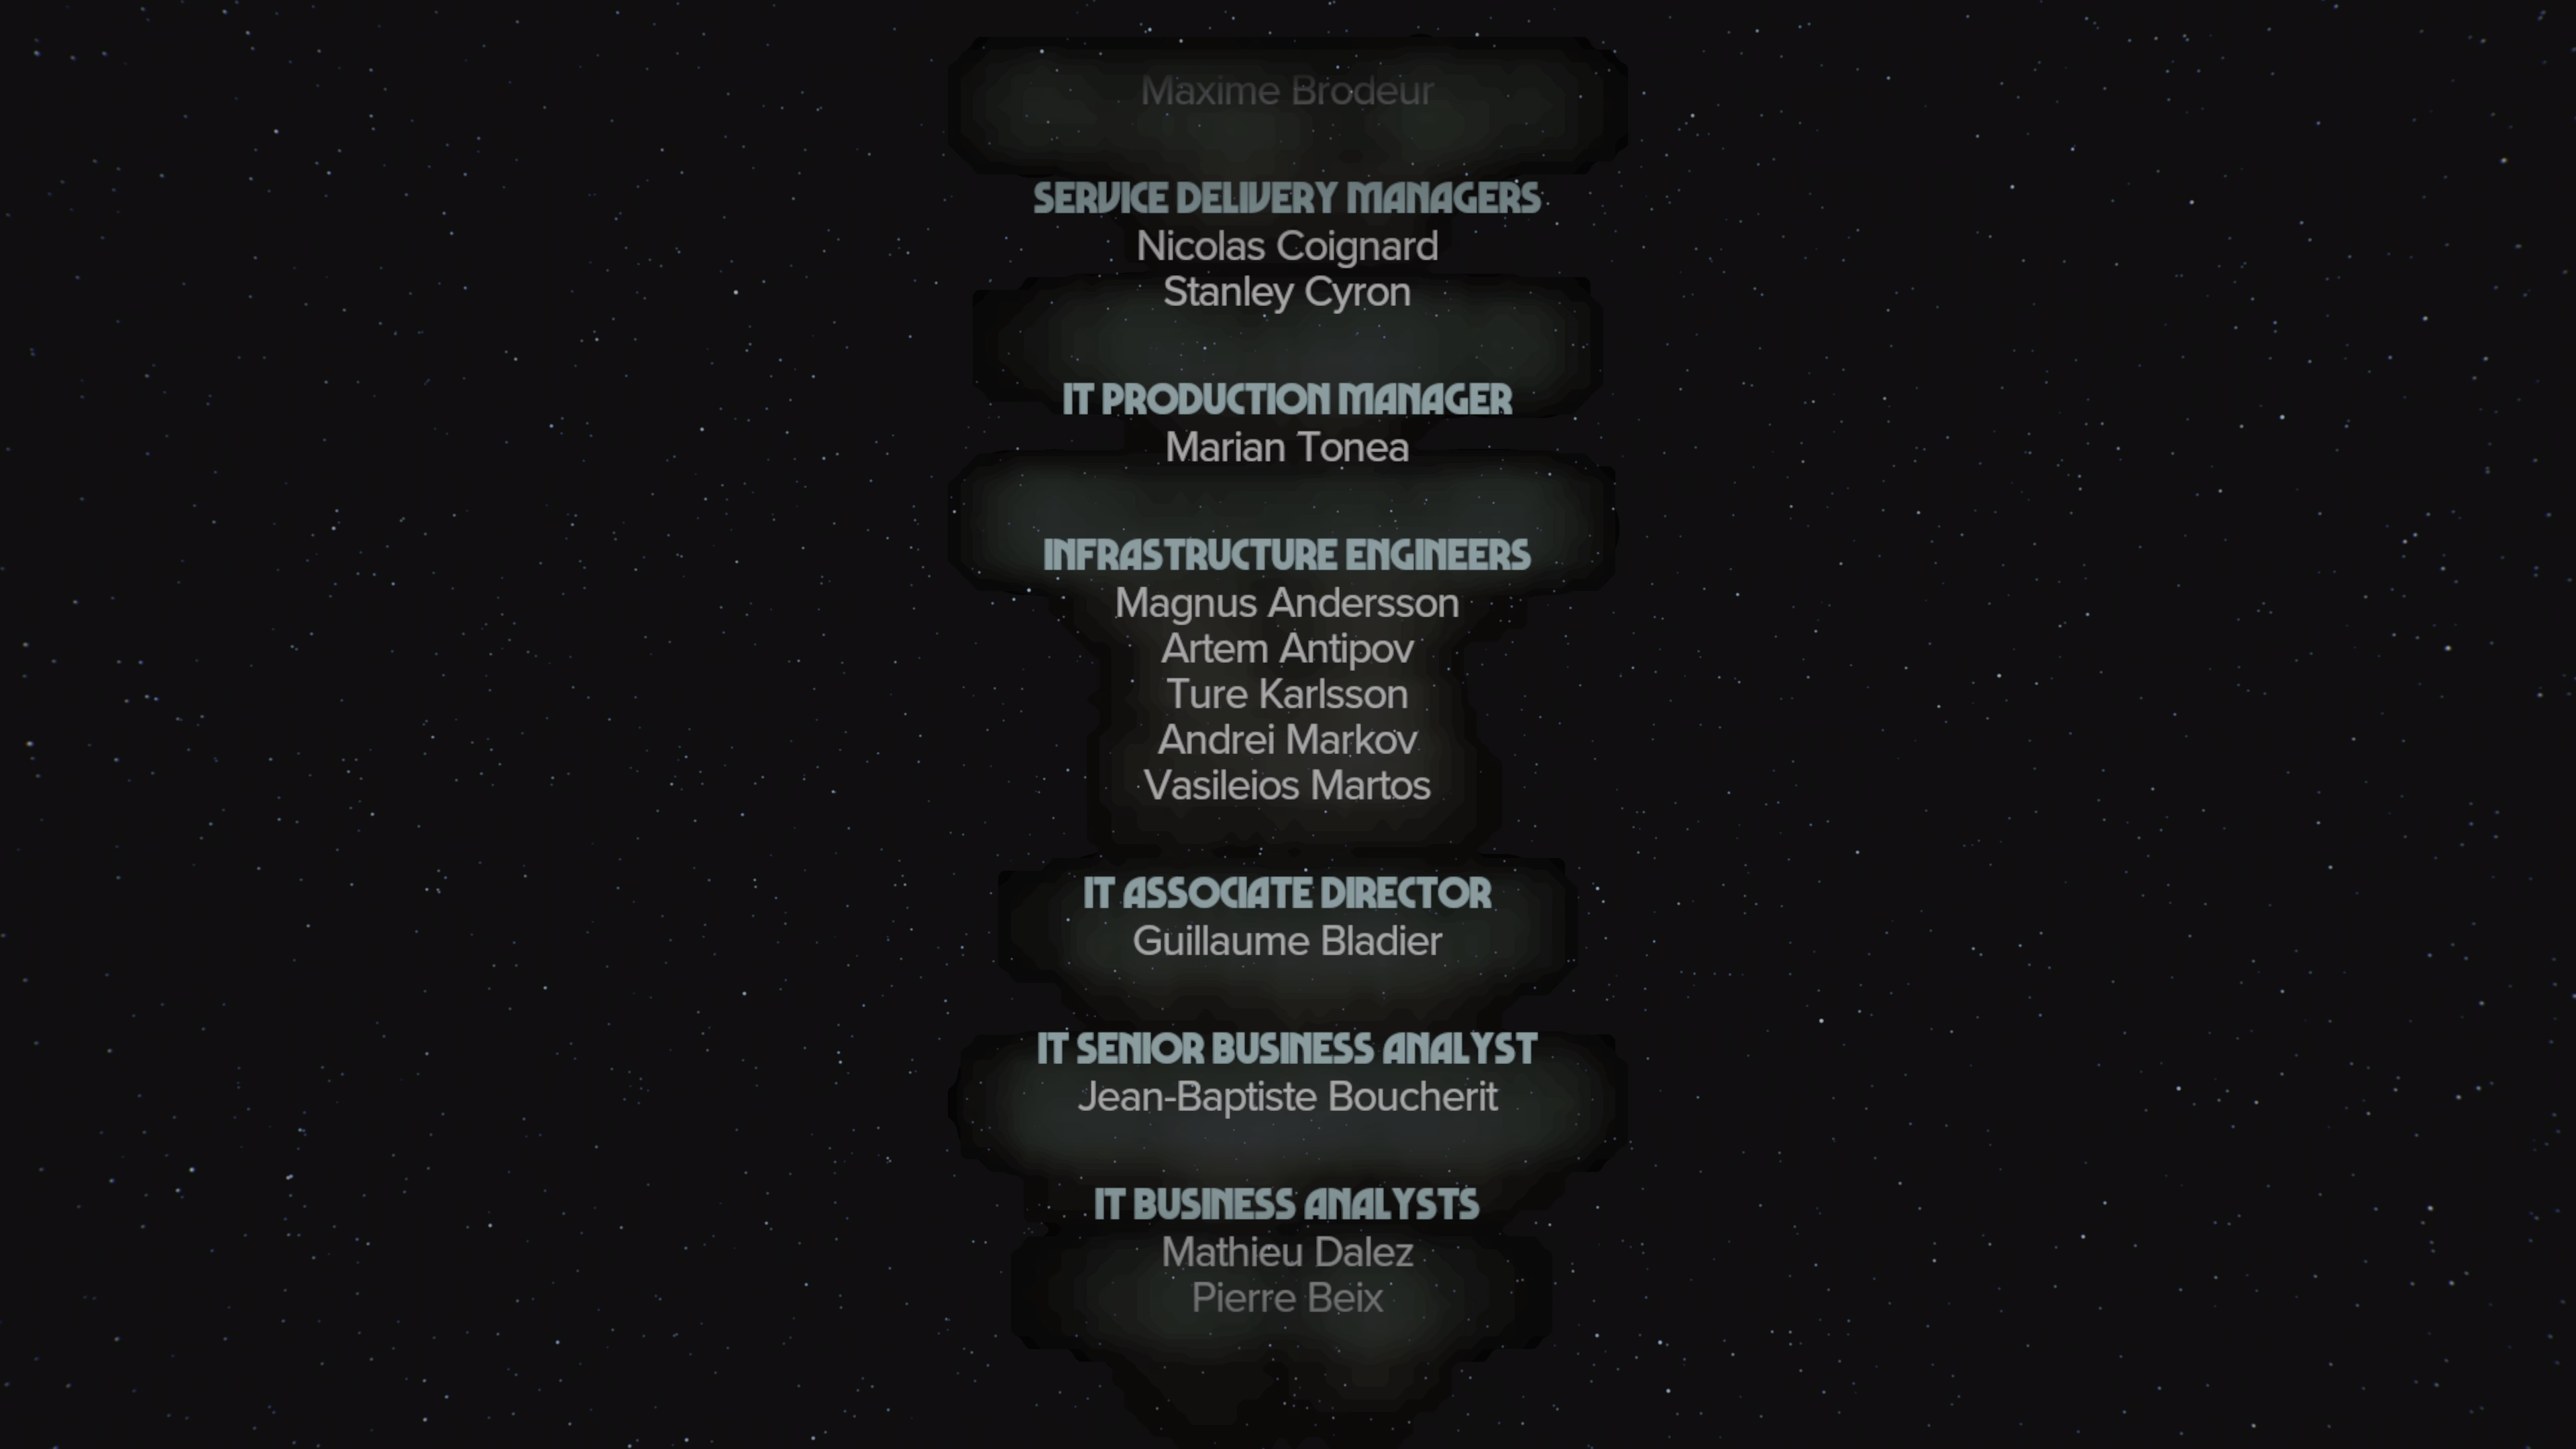 Maxime Brodeur
SERVICE DELIVERY MANAGERS
Nicolas Coignard
Stanley Cyron
IT PRODUCTION MANAGER
Marian Tonea
INFRASTRUCTURE ENGINEERS
Magnus Andersson
Artem Antipov
Ture Karlsson
Andrei Markov
Vasileios Martos
IT ASSOCIATE DIRECTOR
Guillaume Bladier
IT SENIOR BUSINESS ANALYST
Jean-Baptiste Boucherit
IT BUSINESS ANALYSTS
Mathieu Dalez
Pierre Beix